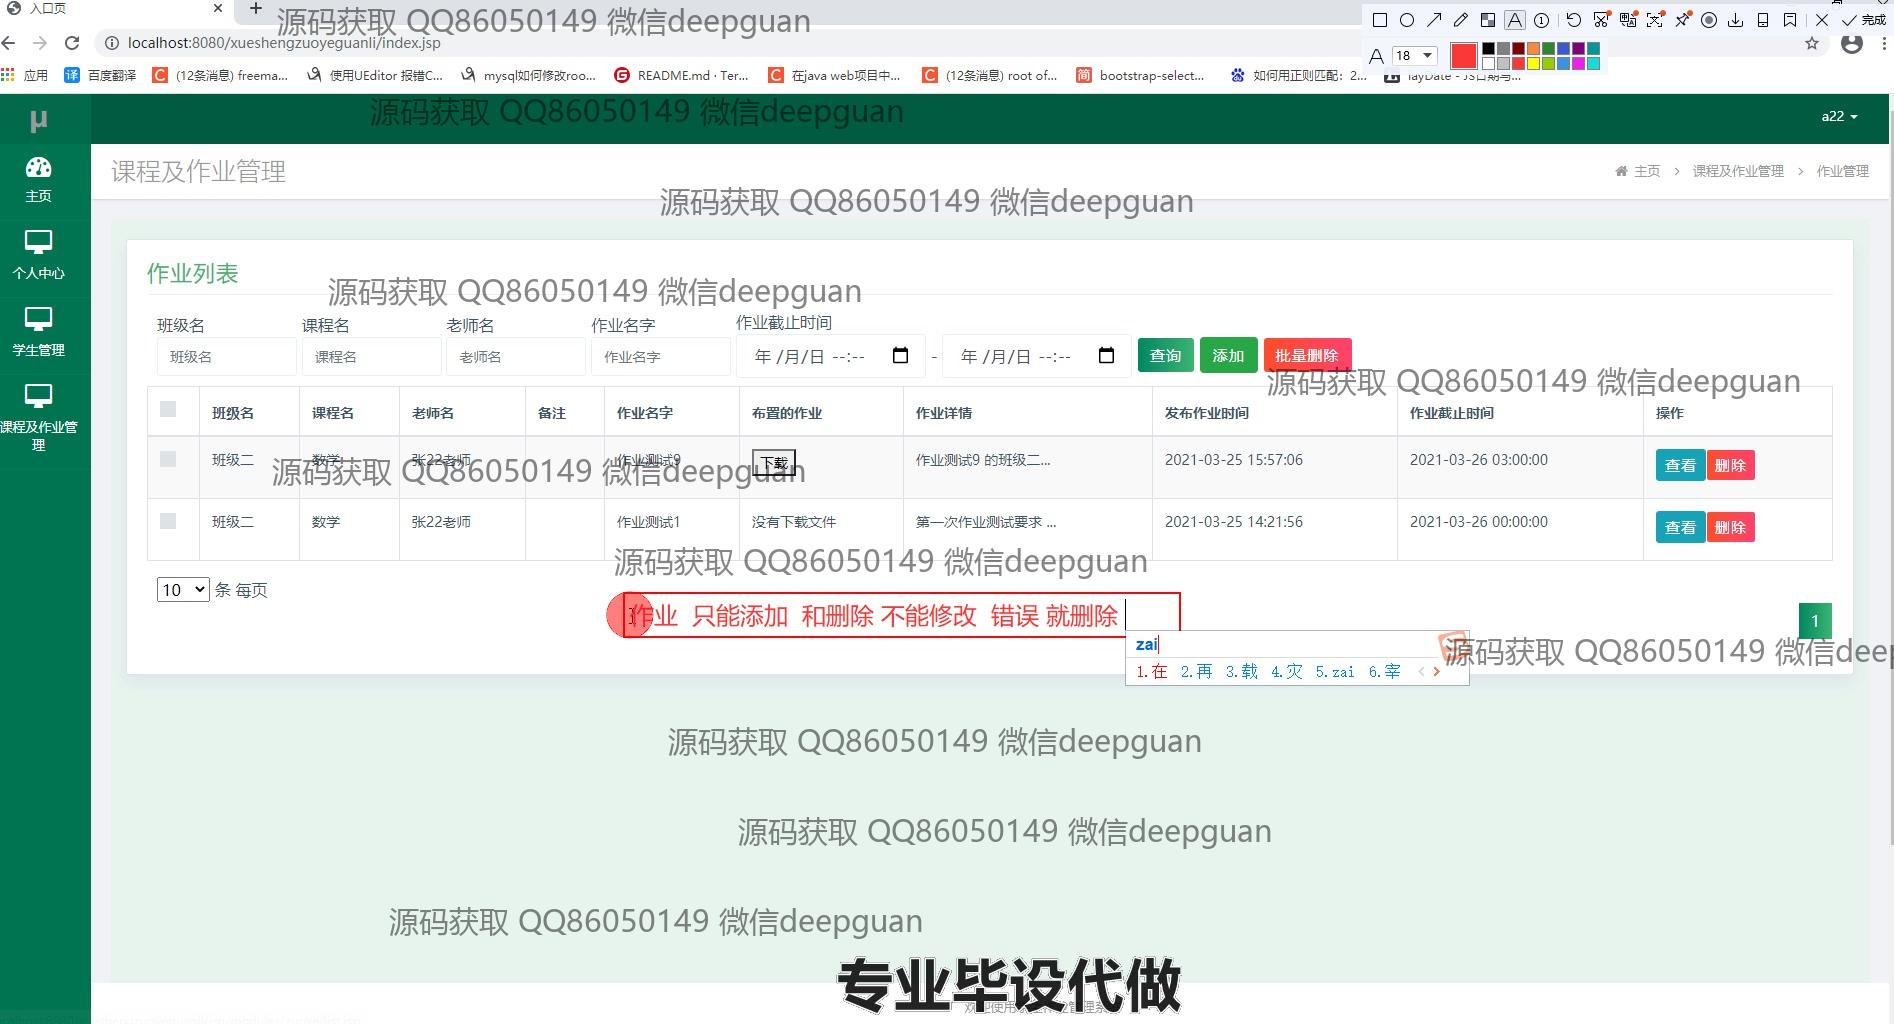 入口页
源码获取 QQ86050149 微信deepguan
完成
localhost:8080/xueshengzuoyeguanli/index.jsp
A 18
应用 百度翻译 (12条消息) freema... 使用UEditor 报错C... mysql如何修改roo... README.md · Ter... 在java web项目中... (12条消息) root of... bootstrap-select... 如何用正则匹配：2... layDate - JS日期与...
源码获取 QQ86050149 微信deepguan
μ
a22
主页
个人中心
学生管理
课程及作业管
理
课程及作业管理
主页 > 课程及作业管理 > 作业管理
源码获取 QQ86050149 微信deepguan
作业列表
源码获取 QQ86050149 微信deepguan
班级名 课程名 老师名 作业名字 作业截止时间
班级名 课程名 老师名 作业名字 年 /月/日 --:-- - 年 /月/日 --:-- 查询 添加 批量删除
源码获取 QQ86050149 微信deepguan
班级名 课程名 老师名 备注 作业名字 布置的作业 作业详情 发布作业时间 作业截止时间 操作
班级二 数学 张22老师 作业测试9 下载 作业测试9 的班级二... 2021-03-25 15:57:06 2021-03-26 03:00:00 查看 删除
源码获取 QQ86050149 微信deepguan
班级二 数学 张22老师 作业测试1 没有下载文件 第一次作业测试要求 ... 2021-03-25 14:21:56 2021-03-26 00:00:00 查看 删除
源码获取 QQ86050149 微信deepguan
10 条 每页
作业 只能添加 和删除 不能修改 错误 就删除
1
zai
1.在 2.再 3.载 4.灾 5.zai 6.宰
源码获取 QQ86050149 微信deep
源码获取 QQ86050149 微信deepguan
源码获取 QQ86050149 微信deepguan
源码获取 QQ86050149 微信deepguan
专业毕设代做